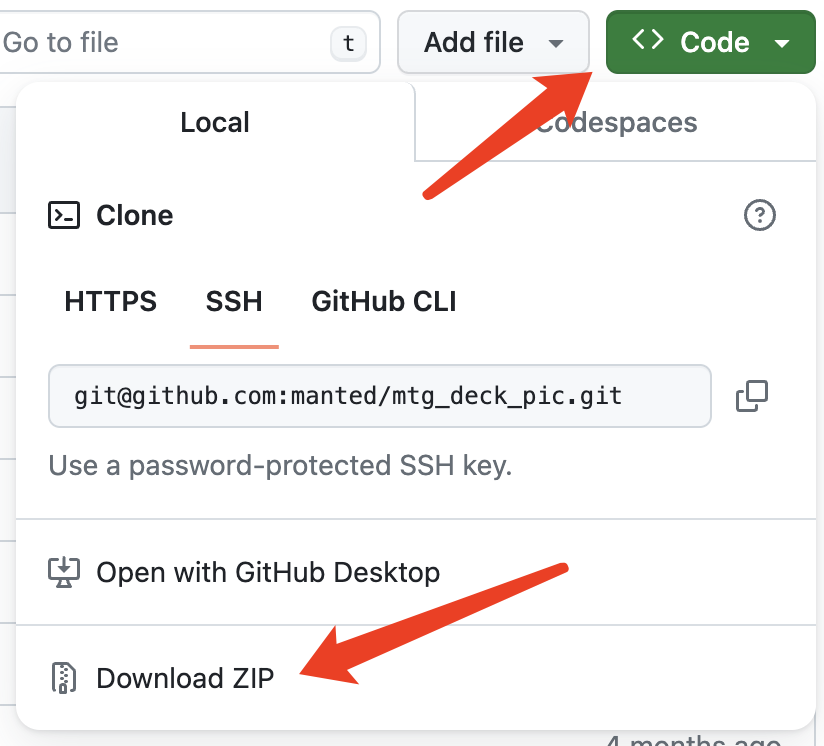 Go to file t Add file <> Code
Local Codespaces
>_ Clone ?
HTTPS SSH GitHub CLI
git@github.com:manted/mtg_deck_pic.git
Use a password-protected SSH key.
Open with GitHub Desktop
Download ZIP
4 months ago